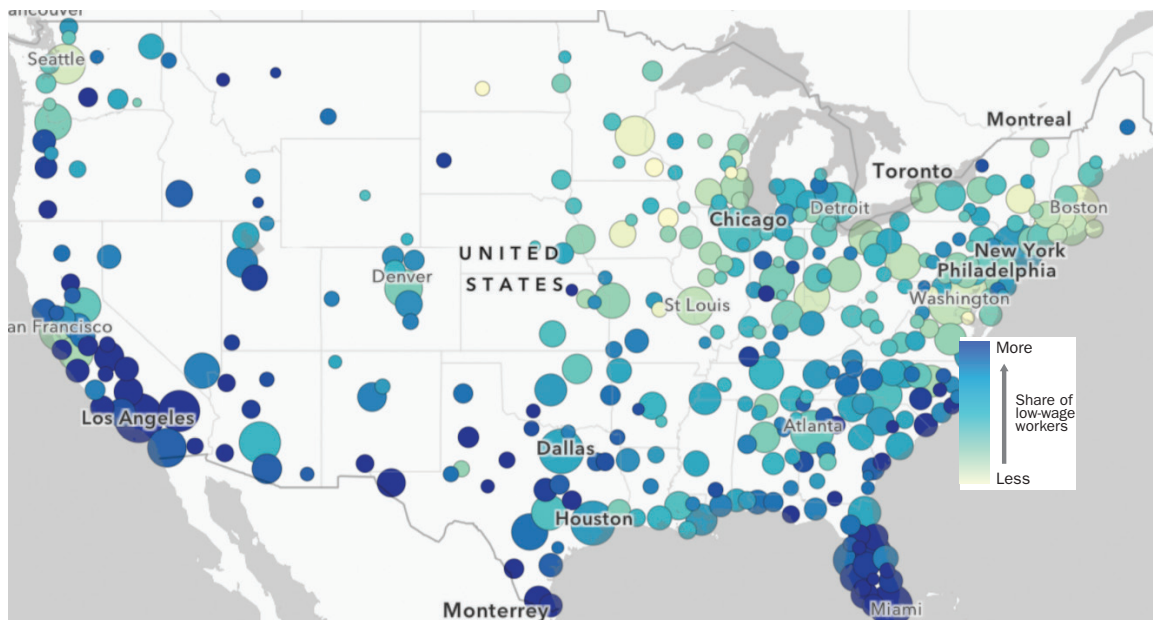 ancouver
Seattle
Montreal
Toronto
Boston
Chicago
Detroit
New York
Philadelphia
Washington
UNITED
STATES
Denver
St Louis
an Francisco
Los Angeles
Atlanta
Dallas
Houston
Miami
Monterrey
More
Share of
low-wage
workers
Less